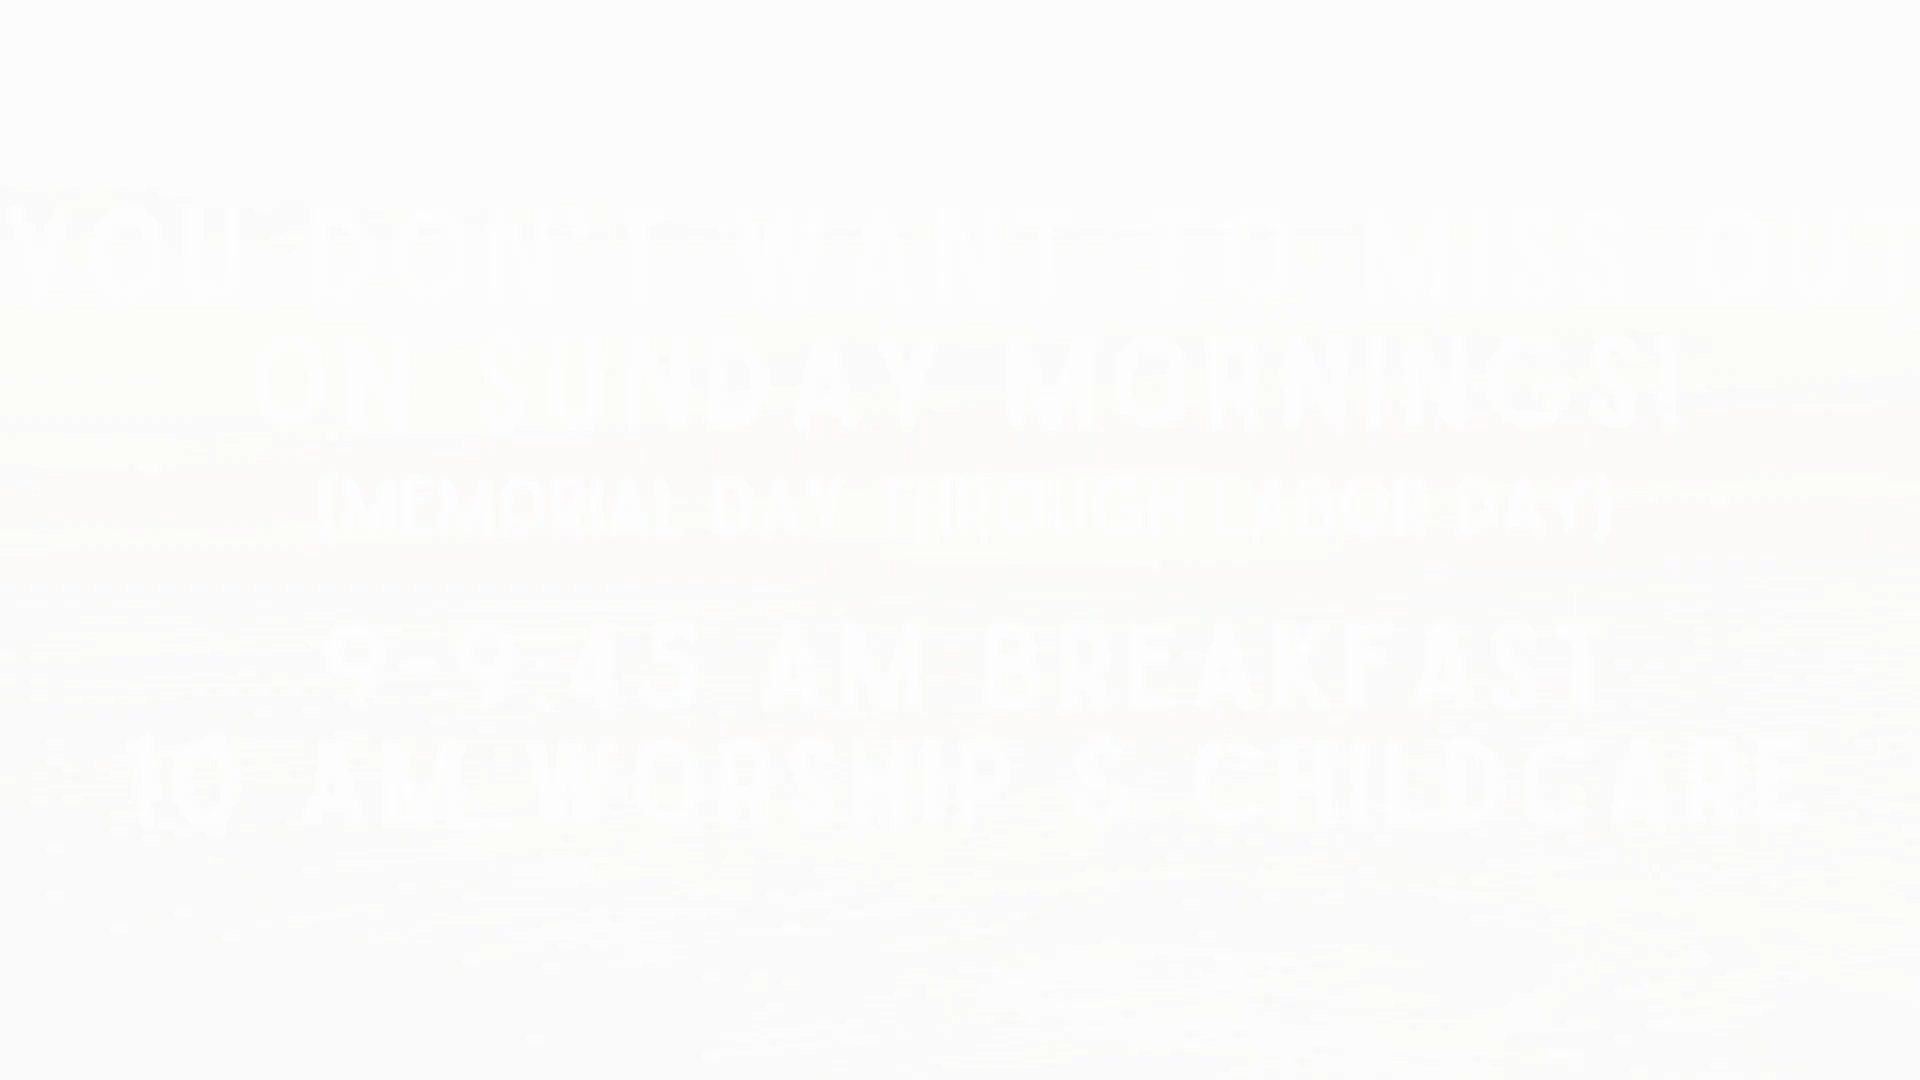 YOU DON'T WANT TO MISS OUT
ON SUNDAY MORNINGS!
(MEMORIAL DAY THROUGH LABOR DAY)
9-9:45 AM BREAKFAST
10 AM WORSHIP & CHILDCARE